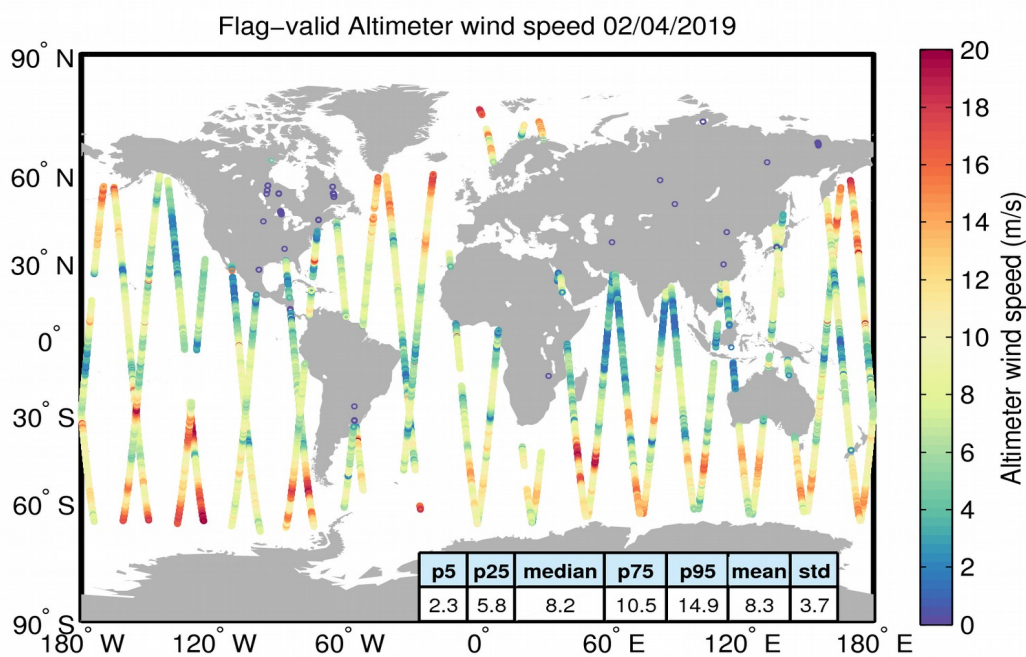 Flag−valid Altimeter wind speed 02/04/2019
90° N
60° N
30° N
0°
30° S
60° S
90° S
180° W 120° W 60° W 0° 60° E 120° E 180° E
p5 p25 median p75 p95 mean std
2.3 5.8 8.2 10.5 14.9 8.3 3.7
20
18
16
14
12
10
8
6
4
2
0
Altimeter wind speed (m/s)